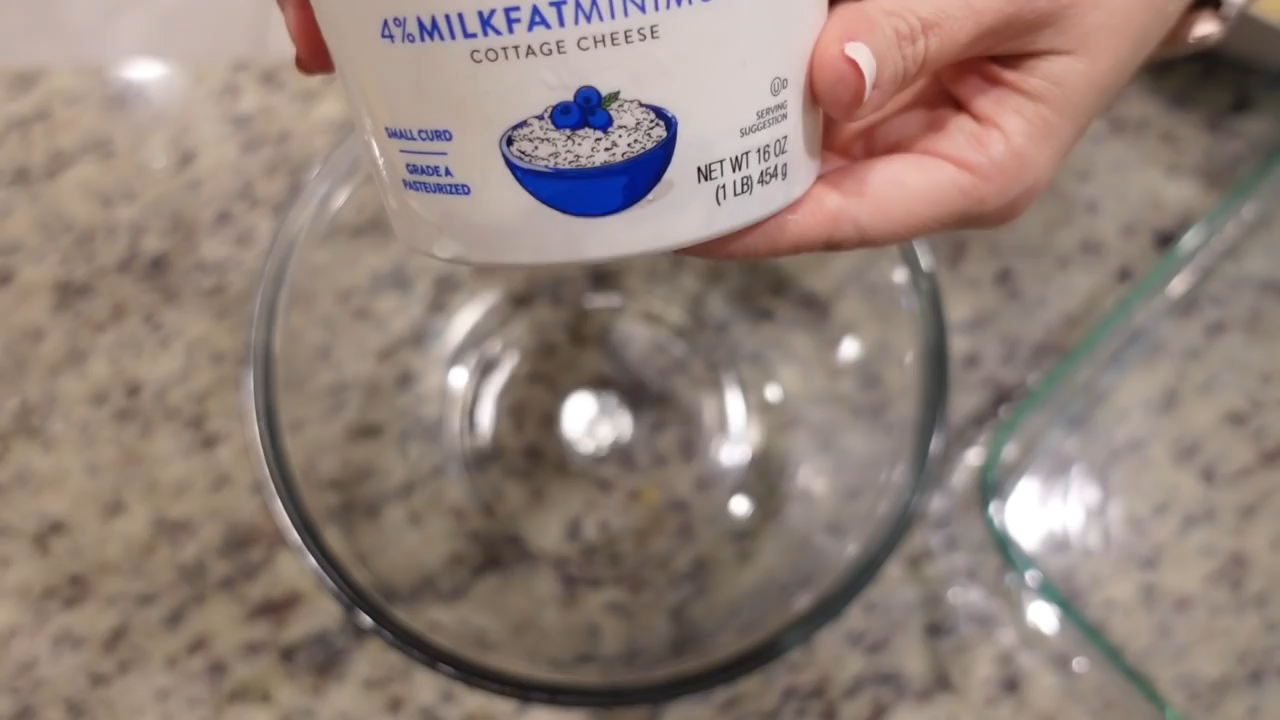 4% MILKFAT
COTTAGE CHEESE
SMALL CURD
GRADE A
PASTEURIZED
U D
SERVING
SUGGESTION
NET WT 16 OZ
(1 LB) 454 g